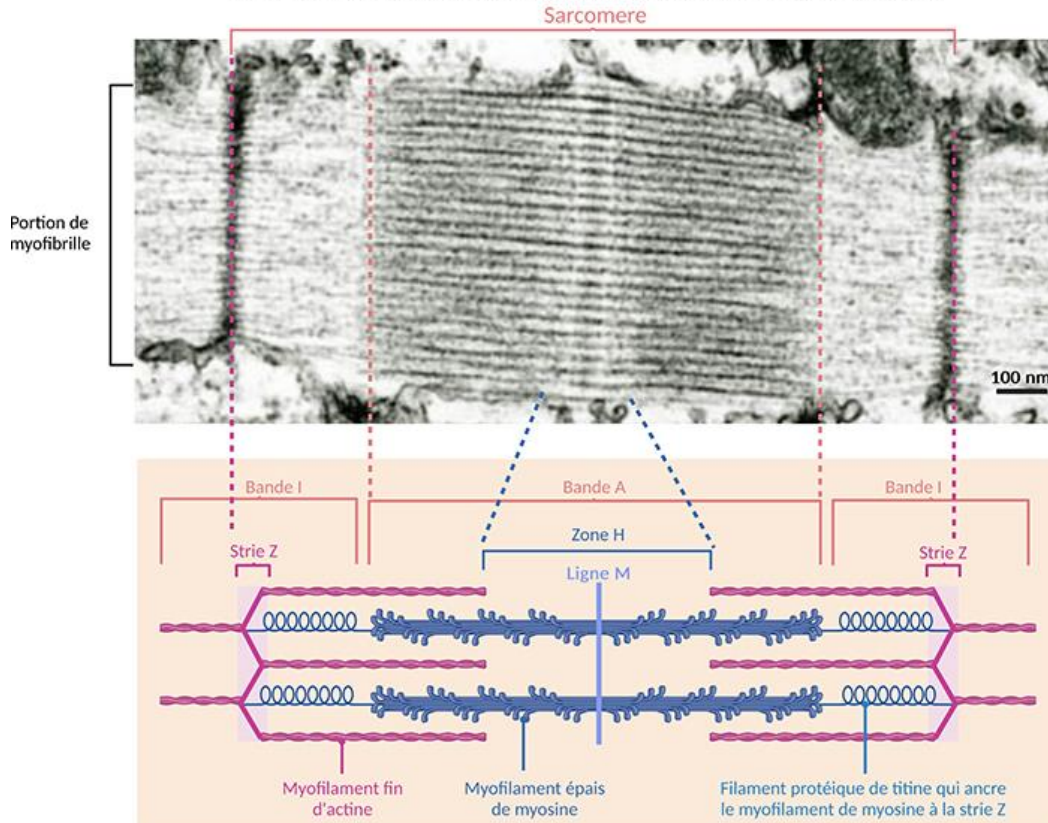 Sarcomere
Portion de
myofibrille
100 nm
Bande I
Bande A
Bande I
Zone H
Strie Z
Strie Z
Ligne M
Myofilament fin
d'actine
Myofilament épais
de myosine
Filament protéique de titine qui ancre
le myofilament de myosine à la strie Z